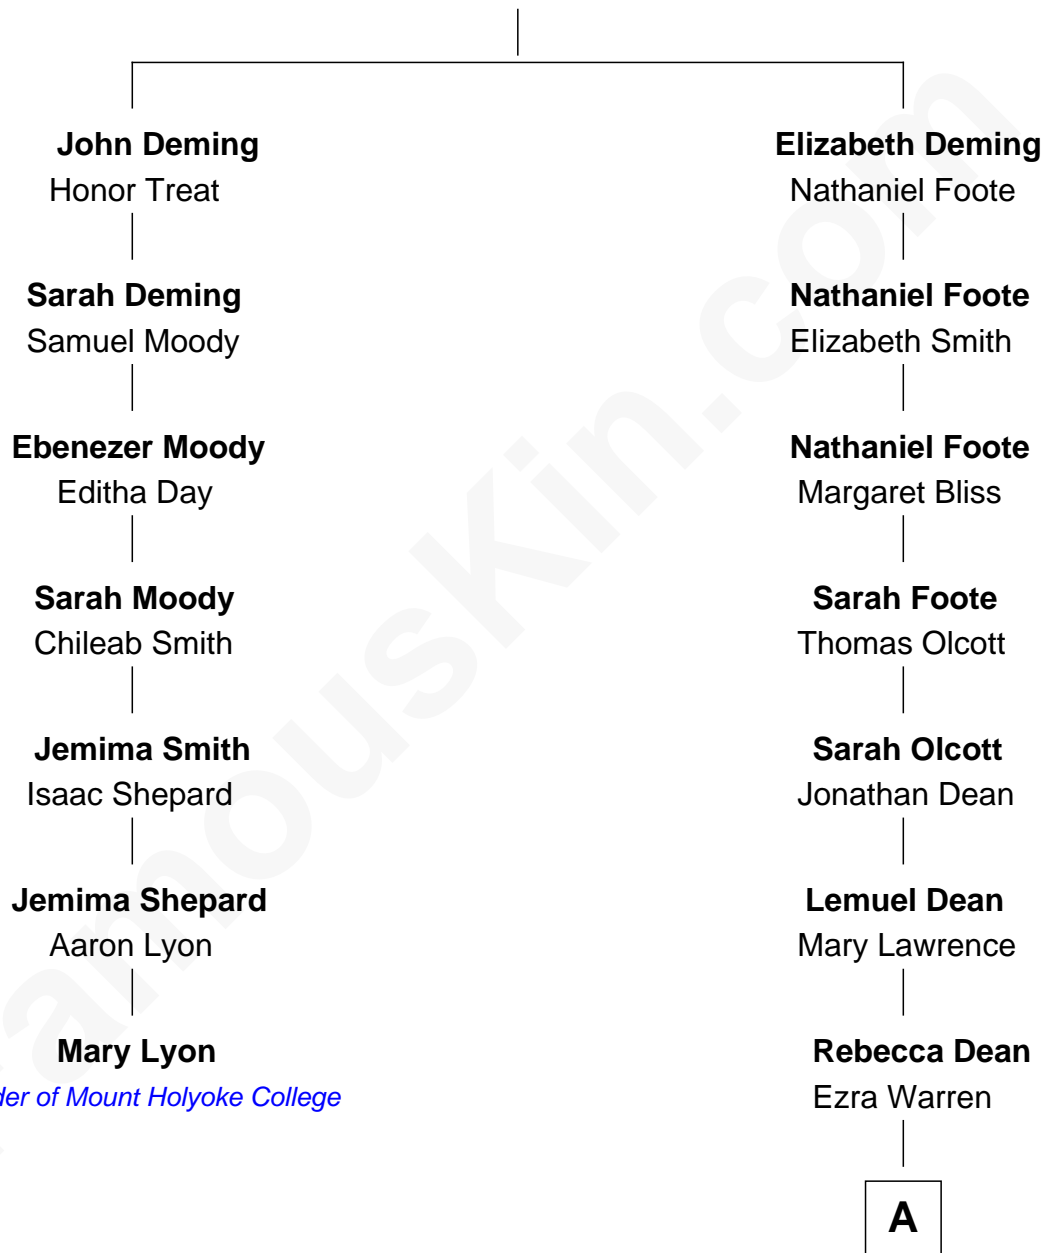 John Deming
Honor Treat
Elizabeth Deming
Nathaniel Foote
Sarah Deming
Samuel Moody
Nathaniel Foote
Elizabeth Smith
Ebenezer Moody
Editha Day
Nathaniel Foote
Margaret Bliss
Sarah Moody
Chileab Smith
Sarah Foote
Thomas Olcott
Jemima Smith
Isaac Shepard
Sarah Olcott
Jonathan Dean
Jemima Shepard
Aaron Lyon
Lemuel Dean
Mary Lawrence
Mary Lyon
der of Mount Holyoke College
Rebecca Dean
Ezra Warren
A
amousKin.com